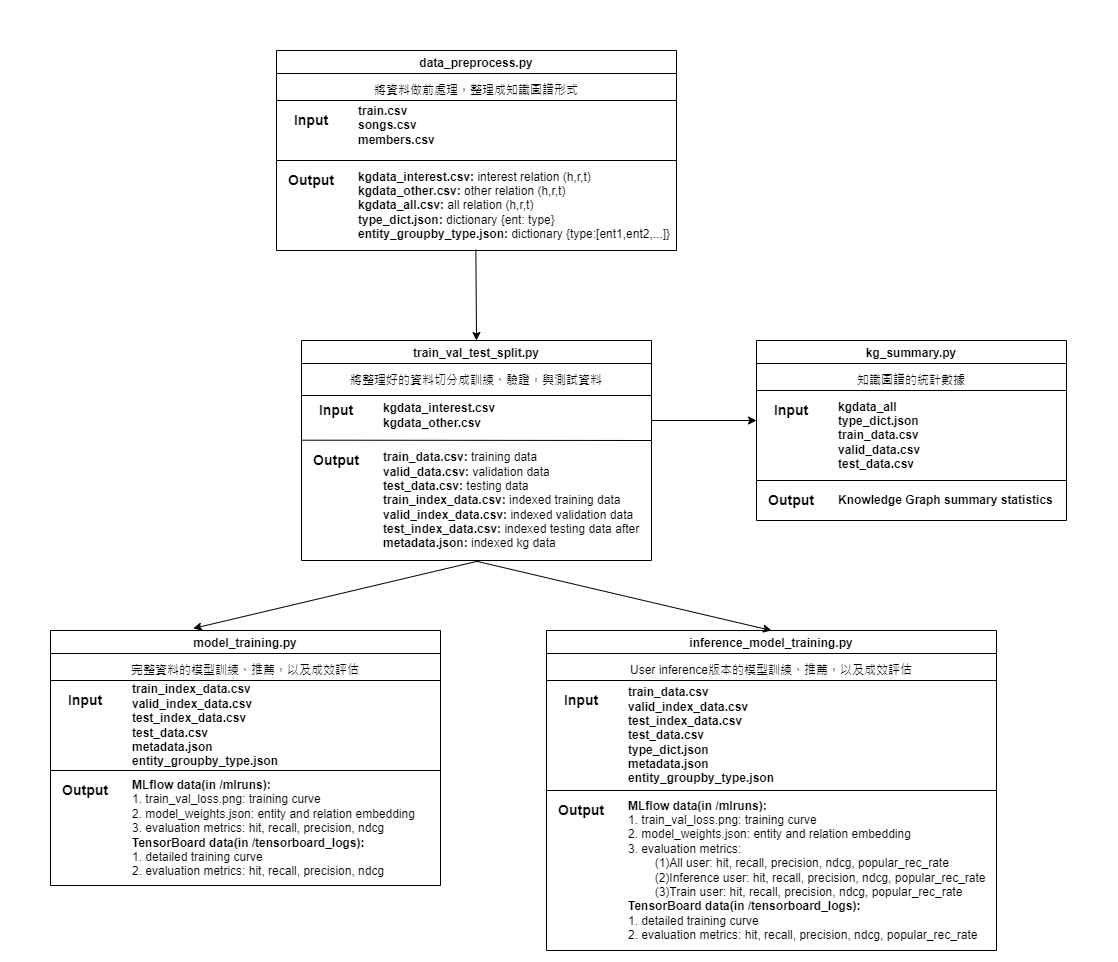 data_preprocess.py
將資料做前處理，整理成知識圖譜形式
Input
train.csv
songs.csv
members.csv
Output
kgdata_interest.csv: interest relation (h,r,t)
kgdata_other.csv: other relation (h,r,t)
kgdata_all.csv: all relation (h,r,t)
type_dict.json: dictionary {ent: type}
entity_groupby_type.json: dictionary {type:[ent1,ent2,...]}
train_val_test_split.py
將整理好的資料切分成訓練、驗證，與測試資料
Input
kgdata_interest.csv
kgdata_other.csv
Output
train_data.csv: training data
valid_data.csv: validation data
test_data.csv: testing data
train_index_data.csv: indexed training data
valid_index_data.csv: indexed validation data
test_index_data.csv: indexed testing data after
metadata.json: indexed kg data
kg_summary.py
知識圖譜的統計數據
Input
kgdata_all
type_dict.json
train_data.csv
valid_data.csv
test_data.csv
Output
Knowledge Graph summary statistics
model_training.py
完整資料的模型訓練、推薦，以及成效評估
Input
train_index_data.csv
valid_index_data.csv
test_index_data.csv
test_data.csv
metadata.json
entity_groupby_type.json
Output
MLflow data(in /mlruns):
1. train_val_loss.png: training curve
2. model_weights.json: entity and relation embedding
3. evaluation metrics: hit, recall, precision, ndcg
TensorBoard data(in /tensorboard_logs):
1. detailed training curve
2. evaluation metrics: hit, recall, precision, ndcg
inference_model_training.py
User inference版本的模型訓練、推薦，以及成效評估
Input
train_data.csv
valid_index_data.csv
test_index_data.csv
test_data.csv
type_dict.json
metadata.json
entity_groupby_type.json
Output
MLflow data(in /mlruns):
1. train_val_loss.png: training curve
2. model_weights.json: entity and relation embedding
3. evaluation metrics:
(1)All user: hit, recall, precision, ndcg, popular_rec_rate
(2)Inference user: hit, recall, precision, ndcg, popular_rec_rate
(3)Train user: hit, recall, precision, ndcg, popular_rec_rate
TensorBoard data(in /tensorboard_logs):
1. detailed training curve
2. evaluation metrics: hit, recall, precision, ndcg, popular_rec_rate